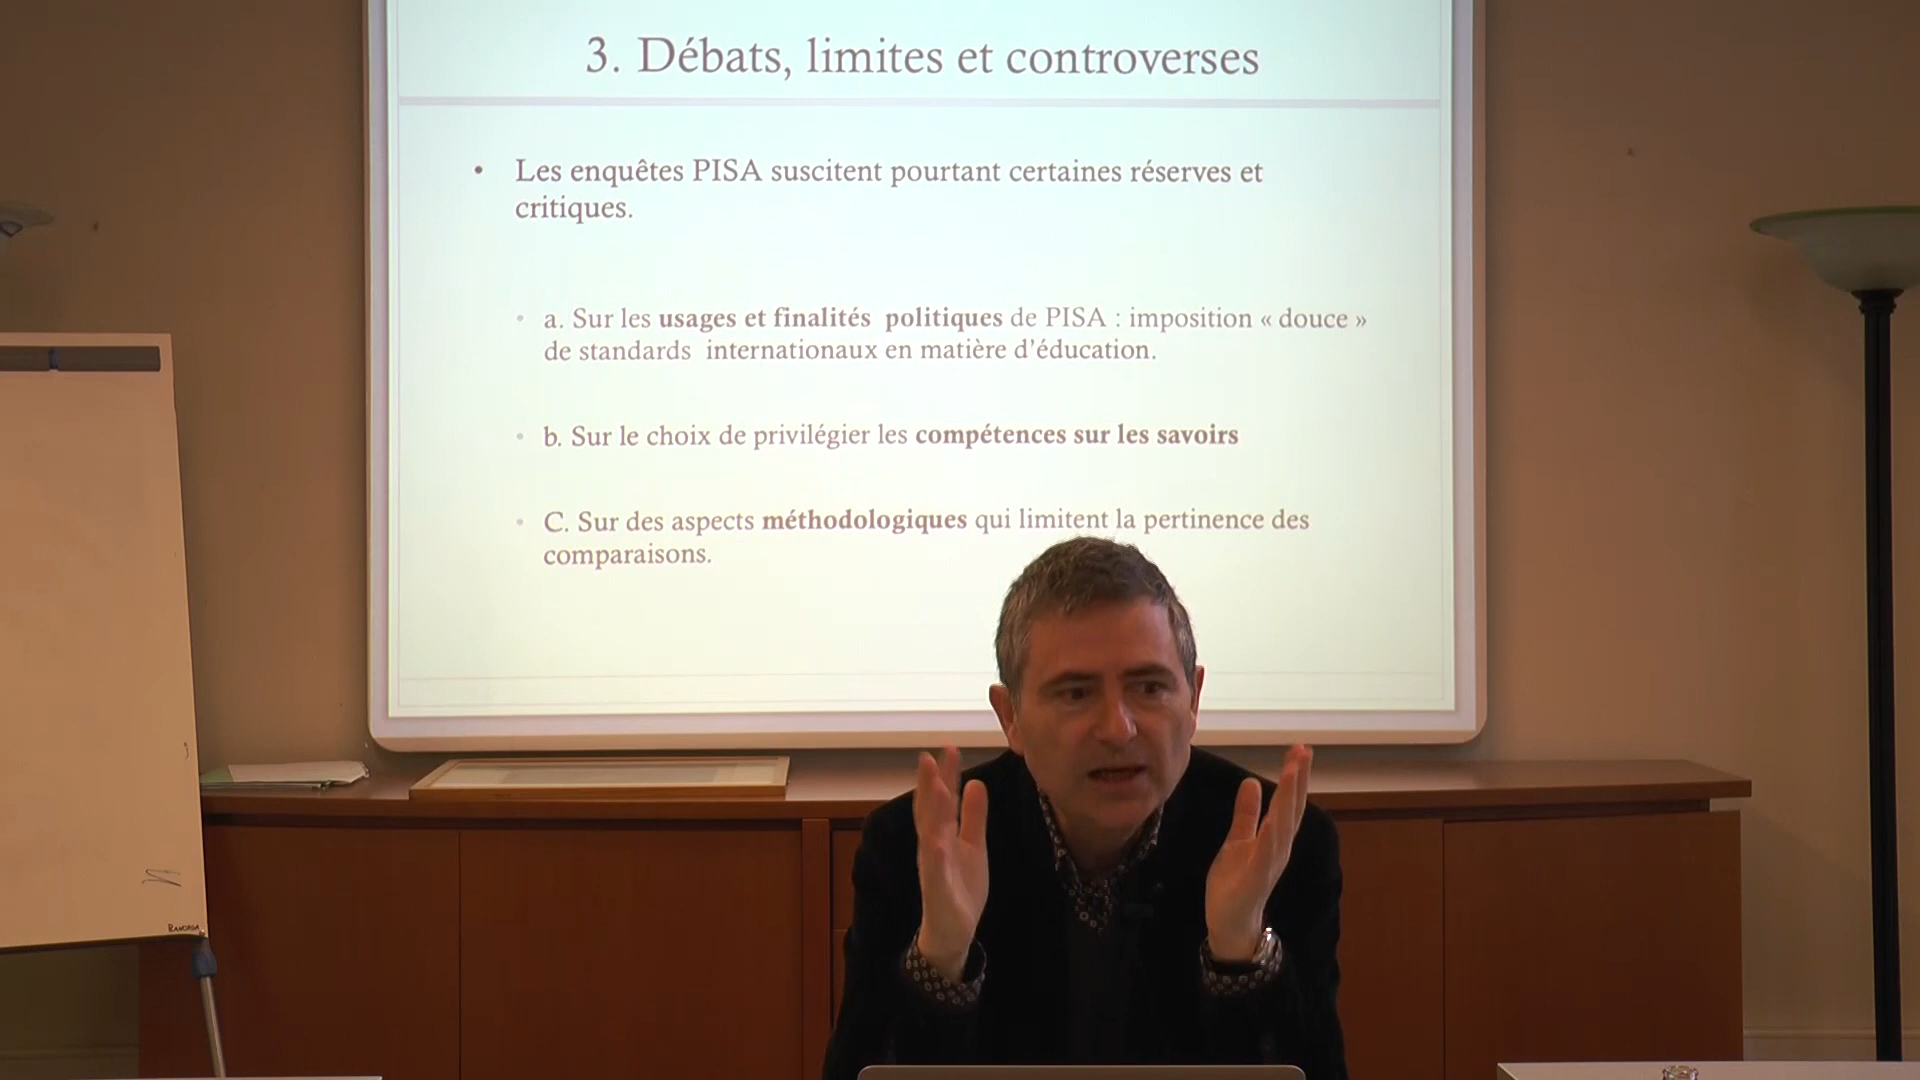 3. Débats, limites et controverses
• Les enquêtes PISA suscitent pourtant certaines réserves et
critiques.
• a. Sur les usages et finalités politiques de PISA : imposition « douce »
de standards internationaux en matière d'éducation.
• b. Sur le choix de privilégier les compétences sur les savoirs
• C. Sur des aspects méthodologiques qui limitent la pertinence des
comparaisons.